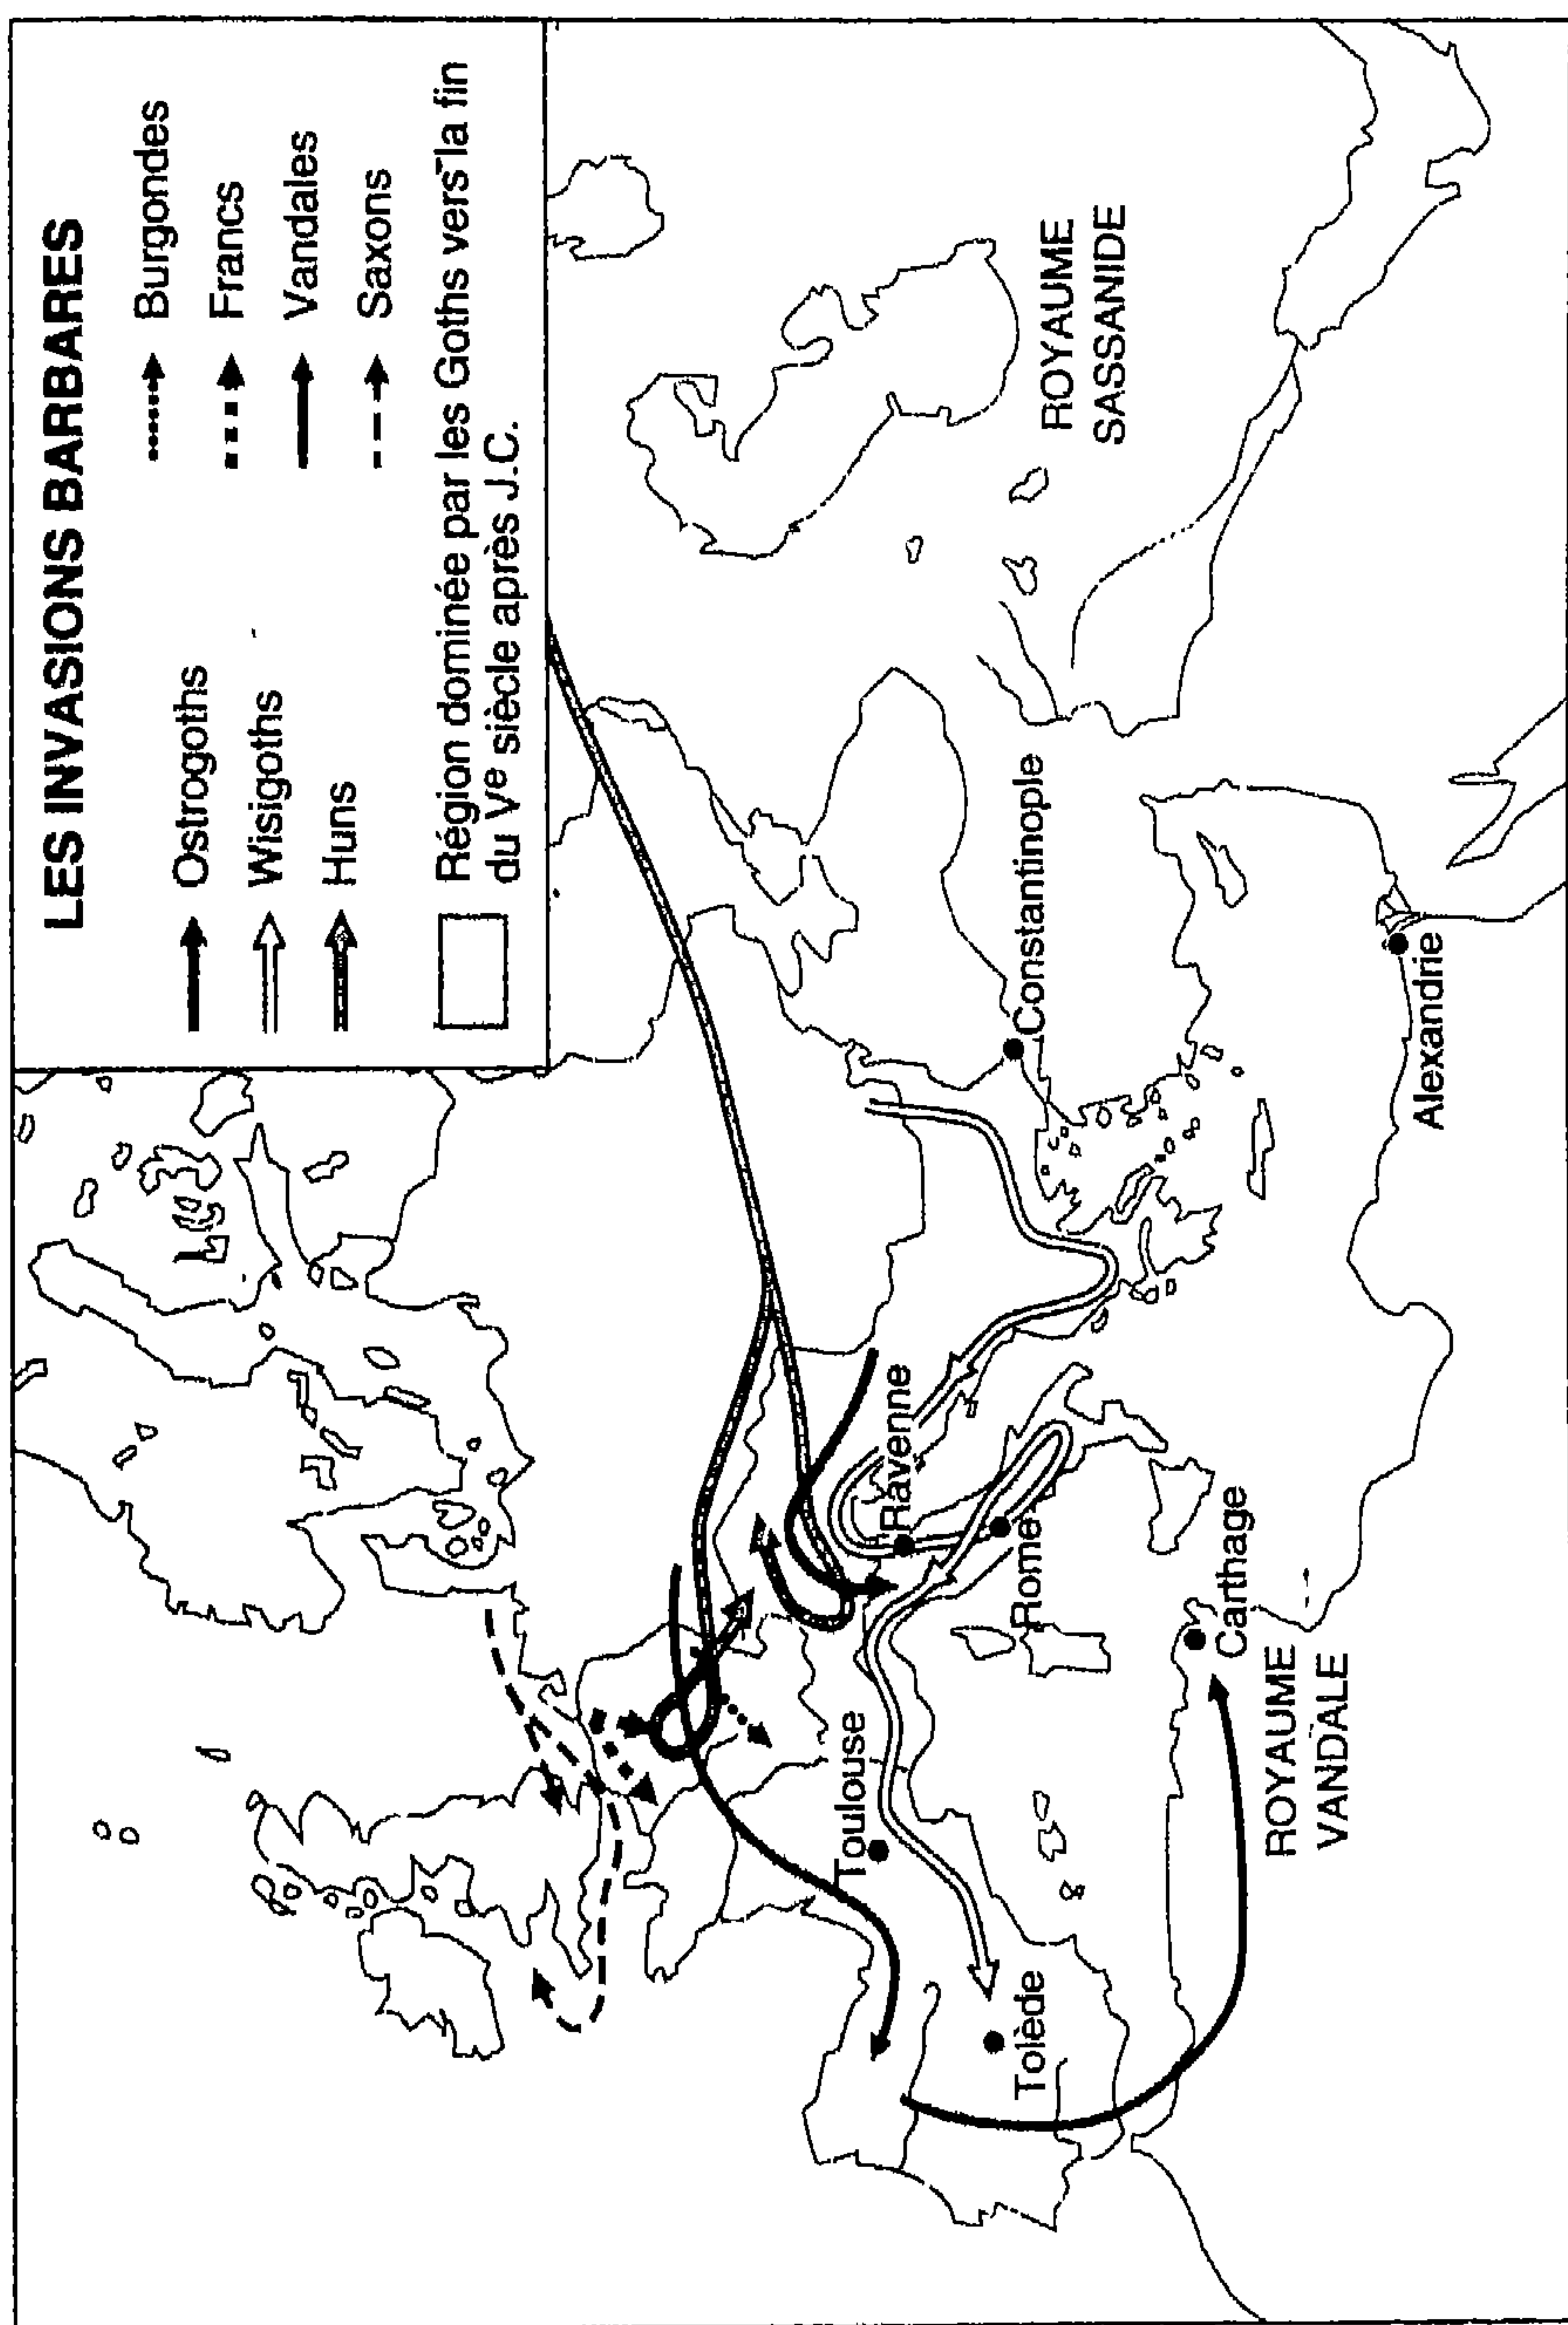 LES INVASIONS BARBARES
Ostrogoths
Wisigoths
Huns
Burgondes
Francs
Vandales
Saxons
Région dominée par les Goths vers la fin
du Ve siècle après J.C.
ROYAUME
SASSANIDE
Constantinople
Alexandrie
Ravenne
Rome
Carthage
ROYAUME
VANDALE
Toulouse
Tolède